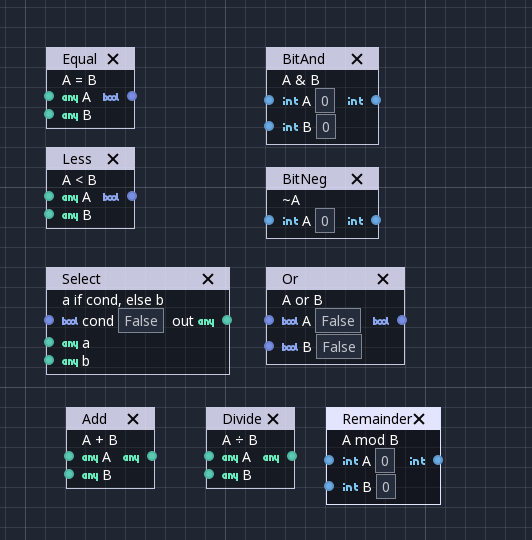 Equal ×
A = B
any A bool
any B
BitAnd ×
A & B
int A 0 int
int B 0
Less ×
A < B
any A bool
any B
BitNeg ×
~A
int A 0 int
Select ×
a if cond, else b
bool cond False out any
any a
any b
Or ×
A or B
bool A False bool
bool B False
Add ×
A + B
any A any
any B
Divide ×
A ÷ B
any A any
any B
Remainder ×
A mod B
int A 0 int
int B 0